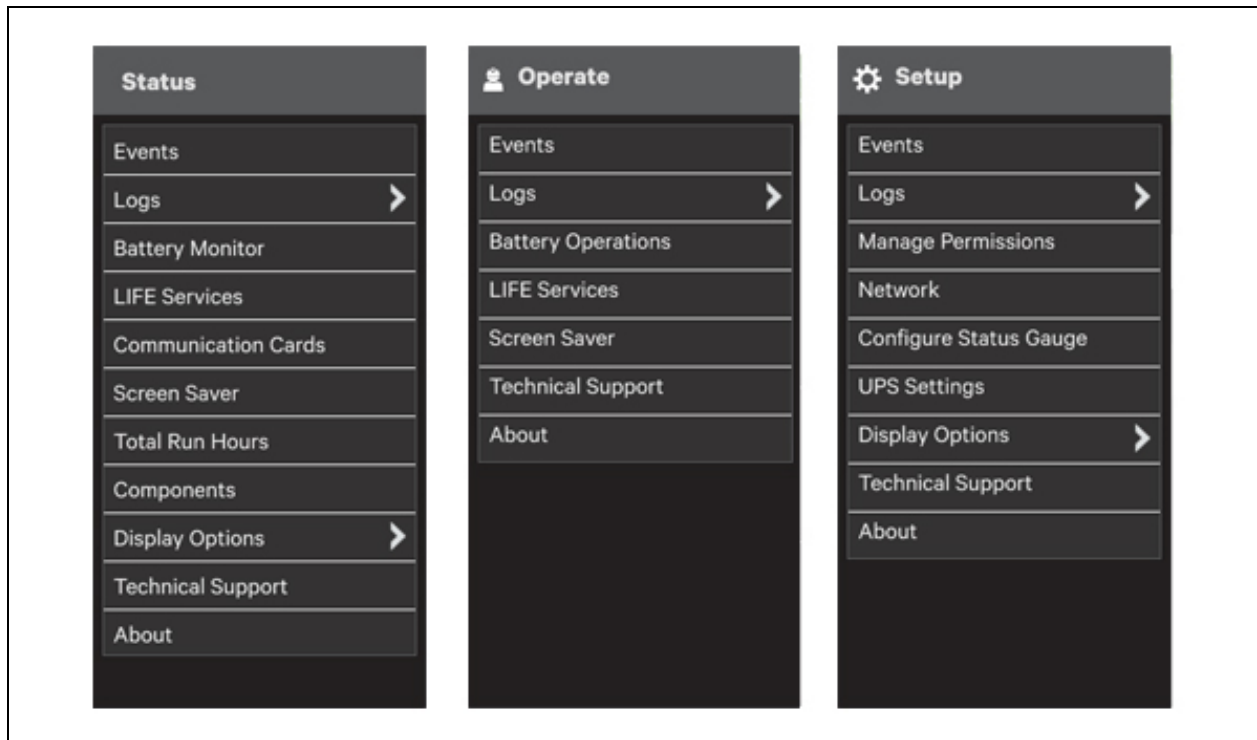 Status
Events
Logs
Battery Monitor
LIFE Services
Communication Cards
Screen Saver
Total Run Hours
Components
Display Options
Technical Support
About
Operate
Events
Logs
Battery Operations
LIFE Services
Screen Saver
Technical Support
About
Setup
Events
Logs
Manage Permissions
Network
Configure Status Gauge
UPS Settings
Display Options
Technical Support
About